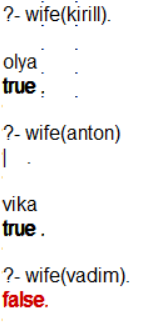 ?- wife(kirill).
olya
true .
?- wife(anton)
| .
vika
true .
?- wife(vadim).
false.